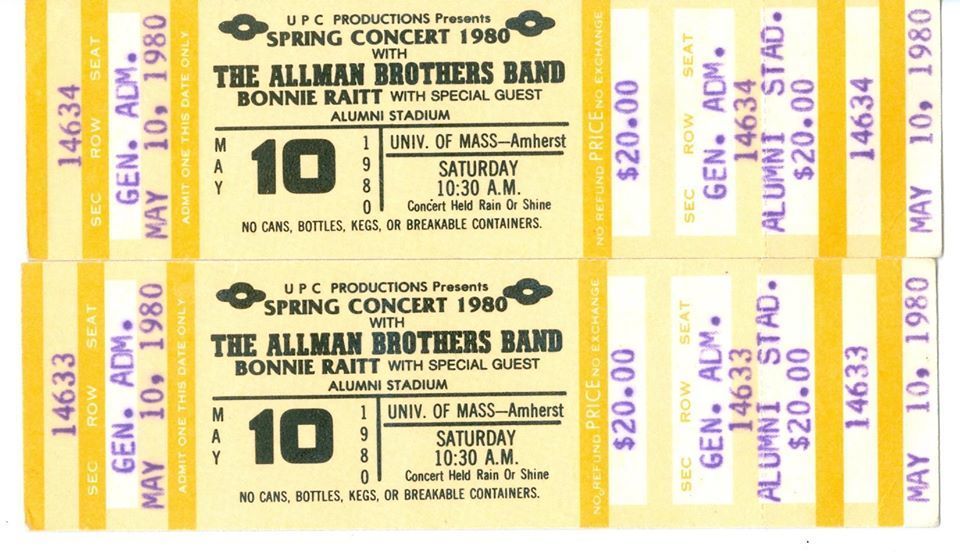 14634
SEC ROW SEAT
GEN. ADM.
MAY 10, 1980
ADMIT ONE THIS DATE ONLY
UPC PRODUCTIONS Presents
SPRING CONCERT 1980
WITH
THE ALLMAN BROTHERS BAND
BONNIE RAITT WITH SPECIAL GUEST
ALUMNI STADIUM
MAY
10
1980
UNIV. OF MASS—Amherst
SATURDAY
10:30 A.M.
Concert Held Rain Or Shine
NO CANS, BOTTLES, KEGS, OR BREAKABLE CONTAINERS.
NO REFUND PRICE NO EXCHANGE
$20.00
SEC ROW SEAT
GEN. ADM.
14634
ALUMNI STAD.
$20.00
14634
MAY 10, 1980
14633
SEC ROW SEAT
GEN. ADM.
MAY 10, 1980
ADMIT ONE THIS DATE ONLY
UPC PRODUCTIONS Presents
SPRING CONCERT 1980
WITH
THE ALLMAN BROTHERS BAND
BONNIE RAITT WITH SPECIAL GUEST
ALUMNI STADIUM
MAY
10
1980
UNIV. OF MASS—Amherst
SATURDAY
10:30 A.M.
Concert Held Rain Or Shine
NO CANS, BOTTLES, KEGS, OR BREAKABLE CONTAINERS.
NO REFUND PRICE NO EXCHANGE
$20.00
SEC ROW SEAT
GEN. ADM.
14633
ALUMNI STAD.
$20.00
14633
MAY 10, 1980